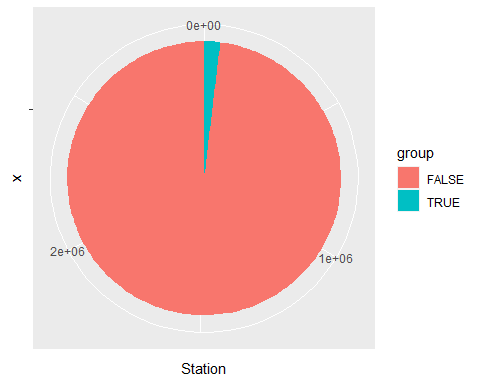 0e+00
group
FALSE
TRUE
x
2e+06
1e+06
Station